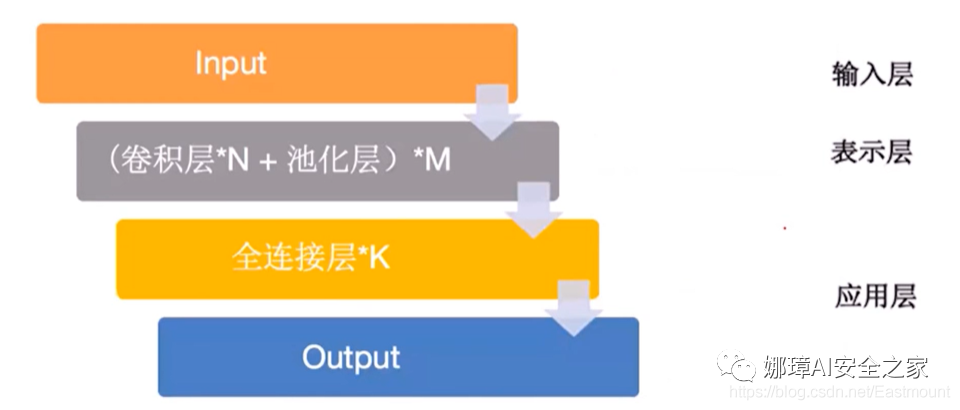 Input
输入层
(卷积层*N + 池化层) *M
表示层
全连接层*K
应用层
Output
娜璋AI安全之家
https://blog.csdn.net/Eastmount